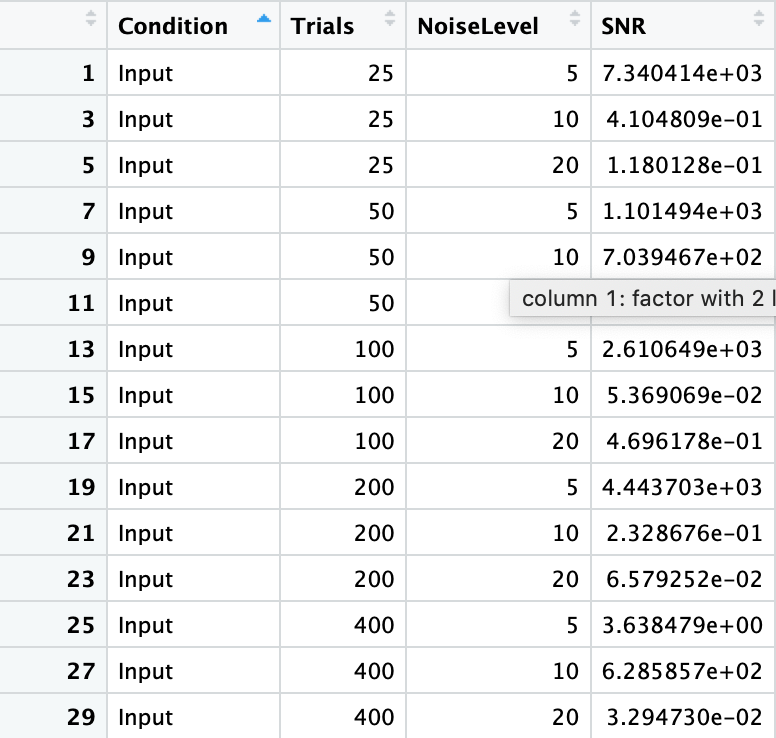 Condition Trials NoiseLevel SNR
1 Input 25 5 7.340414e+03
3 Input 25 10 4.104809e-01
5 Input 25 20 1.180128e-01
7 Input 50 5 1.101494e+03
9 Input 50 10 7.039467e+02
11 Input 50 column 1: factor with 2 l
13 Input 100 5 2.610649e+03
15 Input 100 10 5.369069e-02
17 Input 100 20 4.696178e-01
19 Input 200 5 4.443703e+03
21 Input 200 10 2.328676e-01
23 Input 200 20 6.579252e-02
25 Input 400 5 3.638479e+00
27 Input 400 10 6.285857e+02
29 Input 400 20 3.294730e-02